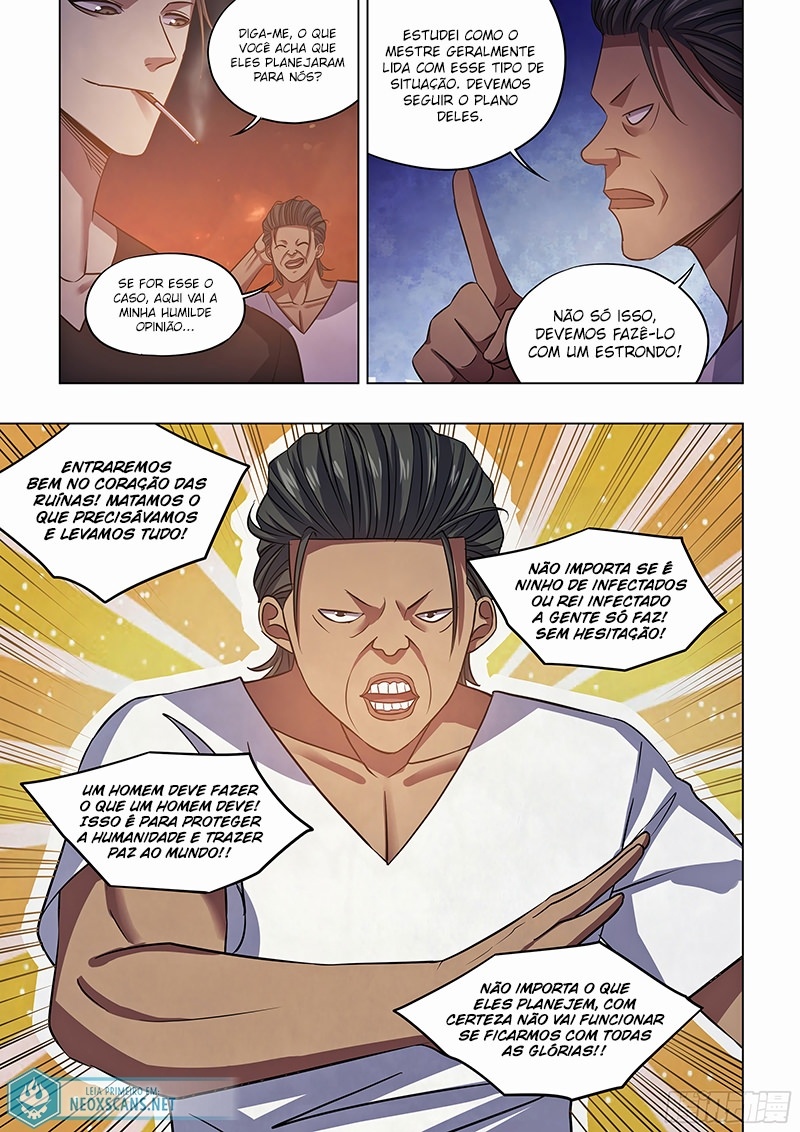 DIGA-ME, O QUE
VOCÊ ACHA QUE
ELES PLANEJARAM
PARA NÓS?
SE FOR ESSE O
CASO, AQUI VAI A
MINHA HUMILDE
OPINIÃO...
ESTUDEI COMO O
MESTRE GERALMENTE
LIDA COM ESSE TIPO DE
SITUAÇÃO. DEVEMOS
SEGUIR O PLANO
DELES.
NÃO SÓ ISSO,
DEVEMOS FAZÊ-LO
COM UM ESTRONDO!
ENTRAREMOS
BEM NO CORAÇÃO DAS
RUÍNAS! MATAMOS O
QUE PRECISÁVAMOS
E LEVAMOS TUDO!
NÃO IMPORTA SE É
NINHO DE INFECTADOS
OU REI INFECTADO
A GENTE SÓ FAZ!
SEM HESITAÇÃO!
UM HOMEM DEVE FAZER
O QUE UM HOMEM DEVE!
ISSO É PARA PROTEGER
A HUMANIDADE E TRAZER
PAZ AO MUNDO!!
NÃO IMPORTA O QUE
ELES PLANEJEM, COM
CERTEZA NÃO VAI FUNCIONAR
SE FICARMOS COM TODAS
AS GLÓRIAS!!
LEIA PRIMEIRO EM:
NEOXSCANS.NET